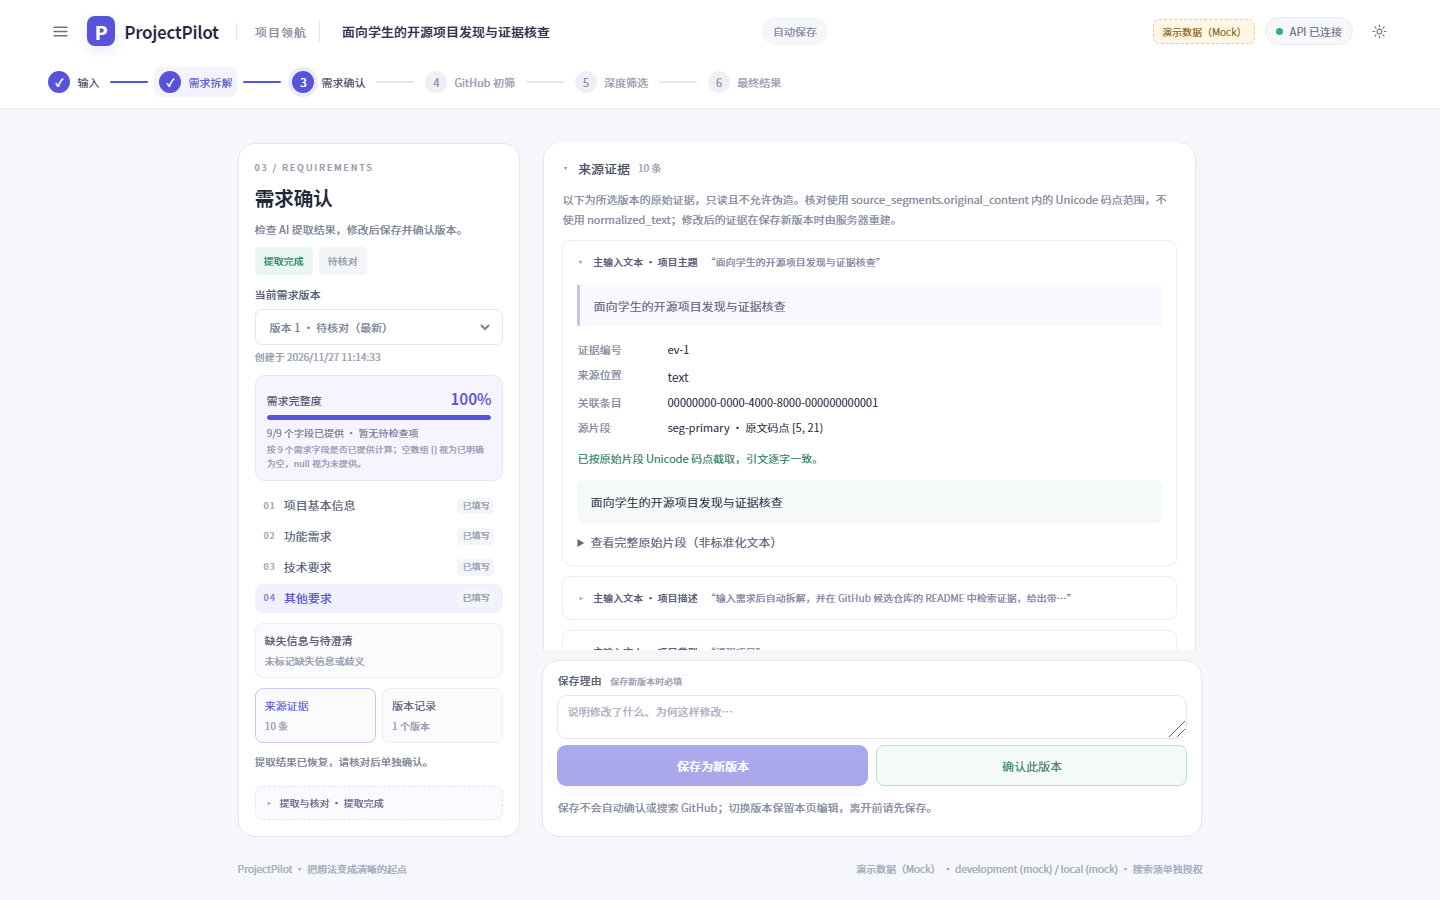 P ProjectPilot 项目领航 面向学生的开源项目发现与证据核查 自动保存 演示数据（Mock） API 已连接
✓ 输入 ✓ 需求拆解 3 需求确认 4 GitHub 初筛 5 深度筛选 6 最终结果
03 / REQUIREMENTS
需求确认
检查 AI 提取结果，修改后保存并确认版本。
提取完成 待核对
当前需求版本
版本 1 · 待核对（最新）
创建于 2026/11/27 11:14:33
需求完整度 100%
9/9 个字段已提供 · 暂无待检查项
按 9 个需求字段是否已提供计算；空数组 [] 视为已明确
为空，null 视为未提供。
01 项目基本信息 已填写
02 功能需求 已填写
03 技术要求 已填写
04 其他要求 已填写
缺失信息与待澄清
未标记缺失信息或歧义
来源证据
10 条
版本记录
1 个版本
提取结果已恢复，请核对后单独确认。
提取与核对 · 提取完成
来源证据 10 条
以下为所选版本的原始证据，只读且不允许伪造。核对使用 source_segments.original_content 内的 Unicode 码点范围，不
使用 normalized_text；修改后的证据在保存新版本时由服务器重建。
主输入文本 · 项目主题 “面向学生的开源项目发现与证据核查”
面向学生的开源项目发现与证据核查
证据编号 ev-1
来源位置 text
关联条目 00000000-0000-4000-8000-000000000001
源片段 seg-primary · 原文码点 [5, 21)
已按原始片段 Unicode 码点截取，引文逐字一致。
面向学生的开源项目发现与证据核查
▶ 查看完整原始片段（非标准化文本）
主输入文本 · 项目描述 “输入需求后自动拆解，并在 GitHub 候选仓库的 README 中检索证据，给出带…”
保存理由 保存新版本时必填
说明修改了什么、为何这样修改…
保存为新版本 确认此版本
保存不会自动确认或搜索 GitHub；切换版本保留本页编辑，离开前请先保存。
ProjectPilot · 把想法变成清晰的起点 演示数据（Mock） · development (mock) / local (mock) · 搜索须单独授权